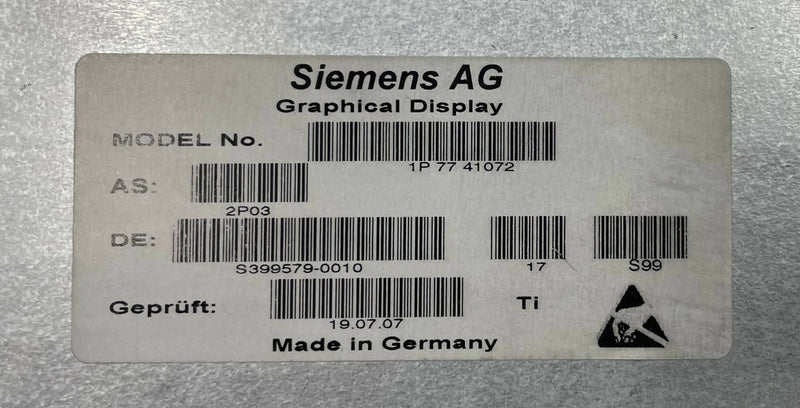 Siemens AG
Graphical Display
MODEL No.
1P 77 41072
AS:
2P03
DE:
S399579-0010 17 S99
Geprüft: Ti
19.07.07
Made in Germany